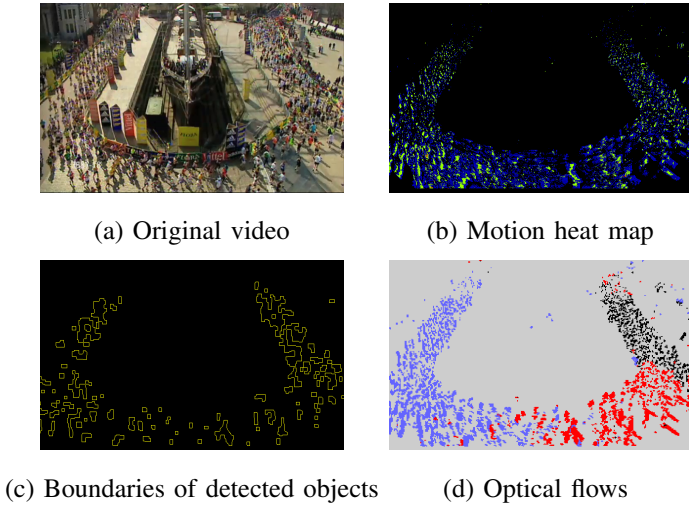 (a) Original video
(b) Motion heat map
(c) Boundaries of detected objects
(d) Optical flows